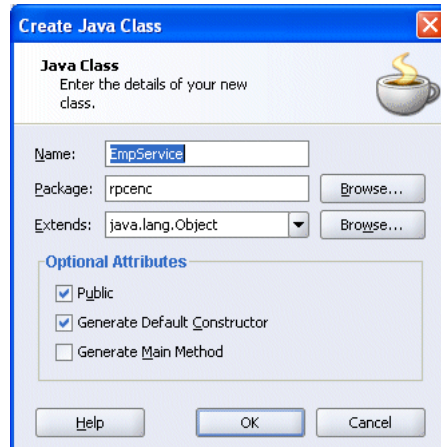 Create Java Class
Java Class
Enter the details of your new
class.
Name: EmpService
Package: rpcenc Browse...
Extends: java.lang.Object Browse...
Optional Attributes
Public
Generate Default Constructor
Generate Main Method
Help OK Cancel